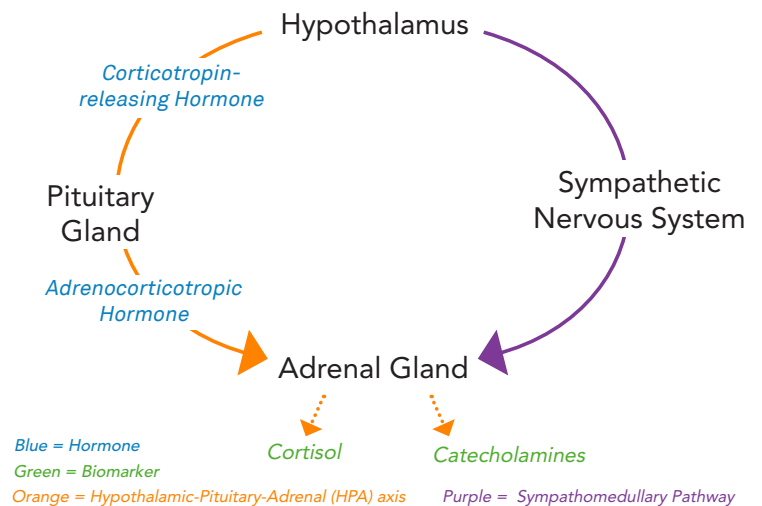 Hypothalamus
Corticotropin-
releasing Hormone
Pituitary
Gland
Sympathetic
Nervous System
Adrenocorticotropic
Hormone
Adrenal Gland
Cortisol
Catecholamines
Blue = Hormone
Green = Biomarker
Orange = Hypothalamic-Pituitary-Adrenal (HPA) axis
Purple = Sympathomedullary Pathway